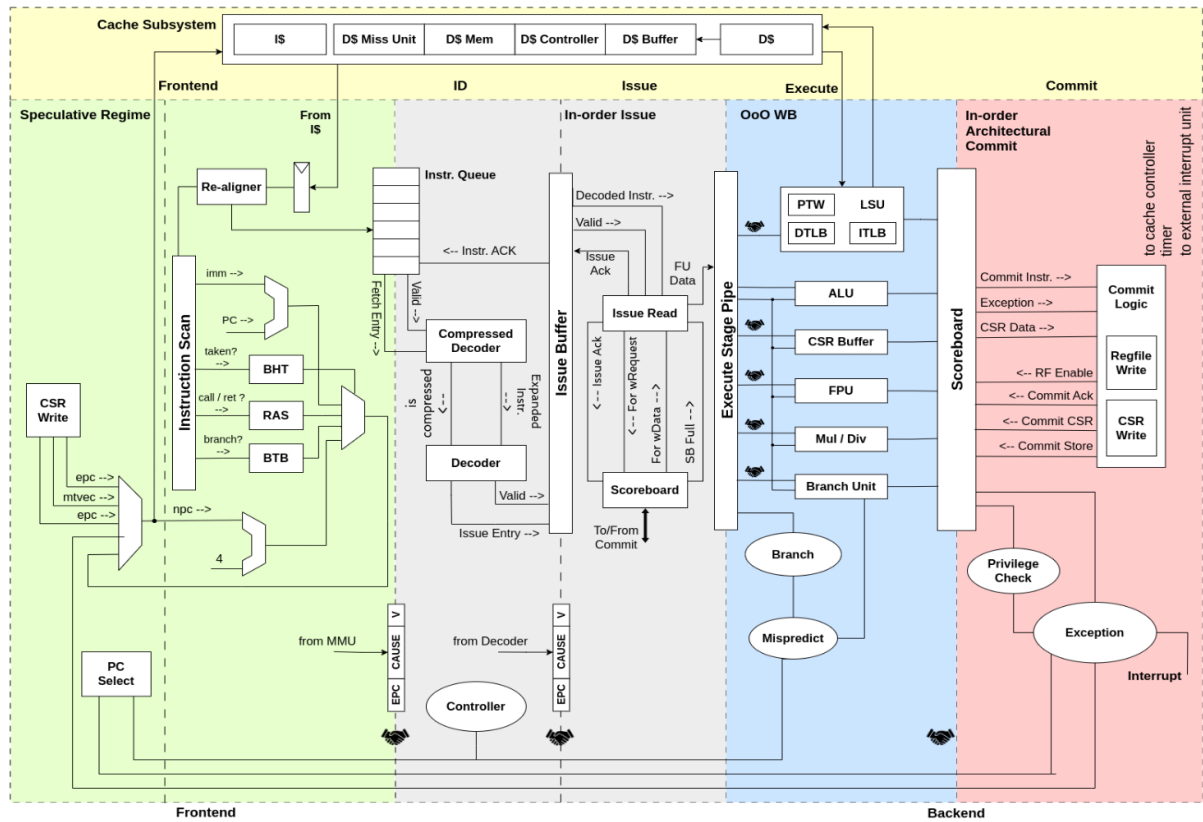 Cache Subsystem
I$
D$ Miss Unit
D$ Mem
D$ Controller
D$ Buffer
D$
Frontend
ID
Issue
Execute
Commit
Speculative Regime
From
I$
In-order Issue
OoO WB
In-order
Architectural
Commit
to cache controller
timer
to external interrupt unit
Re-aligner
Instr. Queue
Instruction Scan
imm -->
PC -->
taken?
-->
BHT
call / ret ?
-->
RAS
branch?
-->
BTB
CSR
Write
epc -->
mtvec -->
epc -->
npc -->
4
PC
Select
Fetch Entry -->
Valid -->
<-- Instr. ACK
Compressed
Decoder
is
compressed
<---
Expanded
Instr.
<---
Decoder
Valid -->
Issue Entry -->
Issue Buffer
Decoded Instr. -->
Valid -->
Issue
Ack
FU
Data
Issue Read
<--- Issue Ack
<--- For wRequest
For wData --->
SB Full --->
Scoreboard
To/From
Commit
Execute Stage Pipe
PTW
LSU
DTLB
ITLB
ALU
CSR Buffer
FPU
Mul / Div
Branch Unit
Branch
Mispredict
Scoreboard
Commit Instr. -->
Exception -->
CSR Data -->
<-- RF Enable
<-- Commit Ack
<-- Commit CSR
<-- Commit Store
Commit
Logic
Regfile
Write
CSR
Write
Privilege
Check
Exception
Interrupt
from MMU
V
CAUSE
EPC
from Decoder
V
CAUSE
EPC
Controller
Frontend
Backend